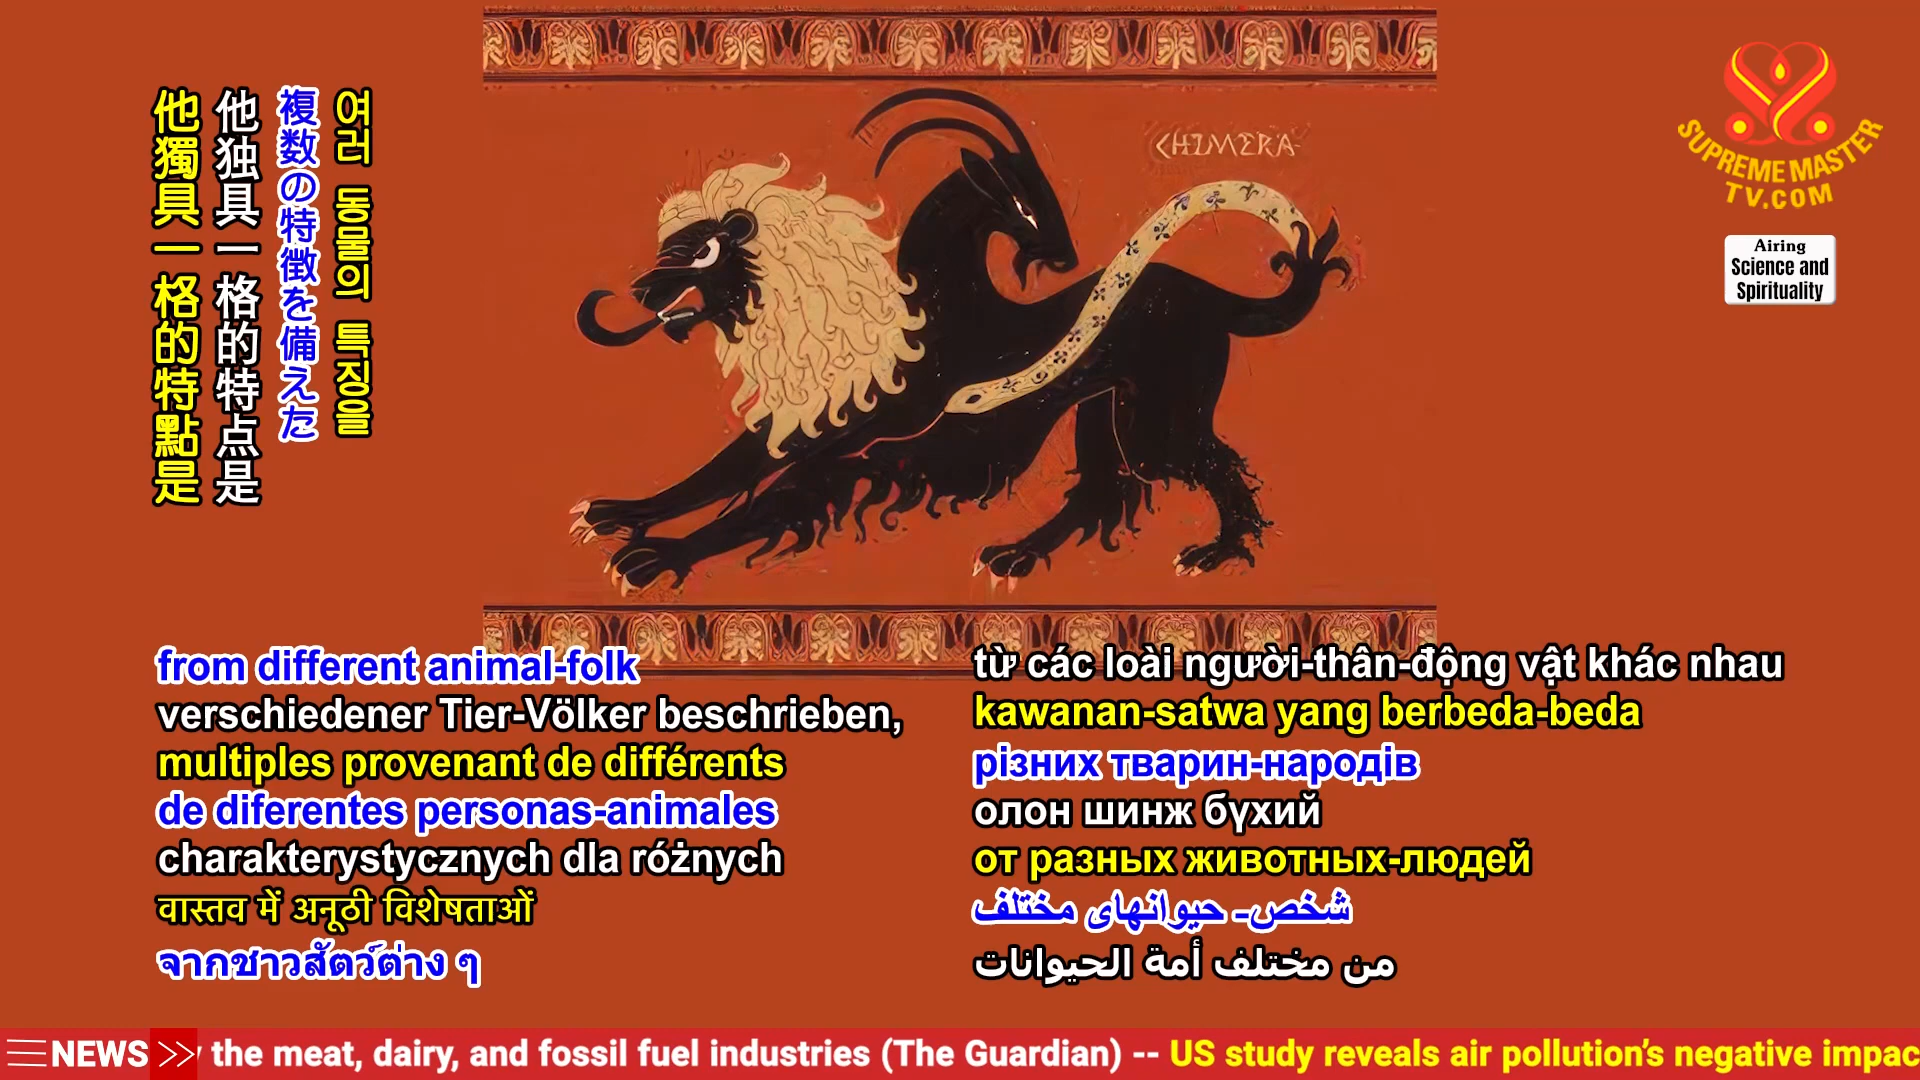 여러 동물의 특징을
複数の特徴を備えた
他独具一格的特点是
他獨具一格的特點是
CHIMERA
SUPREME MASTER
TV.COM
Airing
Science and
Spirituality
from different animal-folk
verschiedener Tier-Völker beschrieben,
multiples provenant de différents
de diferentes personas-animales
charakterystycznych dla różnych
वास्तव में अनूठी विशेषताओं
จากชาวสัตว์ต่าง ๆ
từ các loài người-thân-động vật khác nhau
kawanan-satwa yang berbeda-beda
різних тварин-народів
олон шинж бүхий
от разных животных-людей
شخص- حیوانهای مختلف
من مختلف أمة الحيوانات
NEWS the meat, dairy, and fossil fuel industries (The Guardian) -- US study reveals air pollution’s negative impac